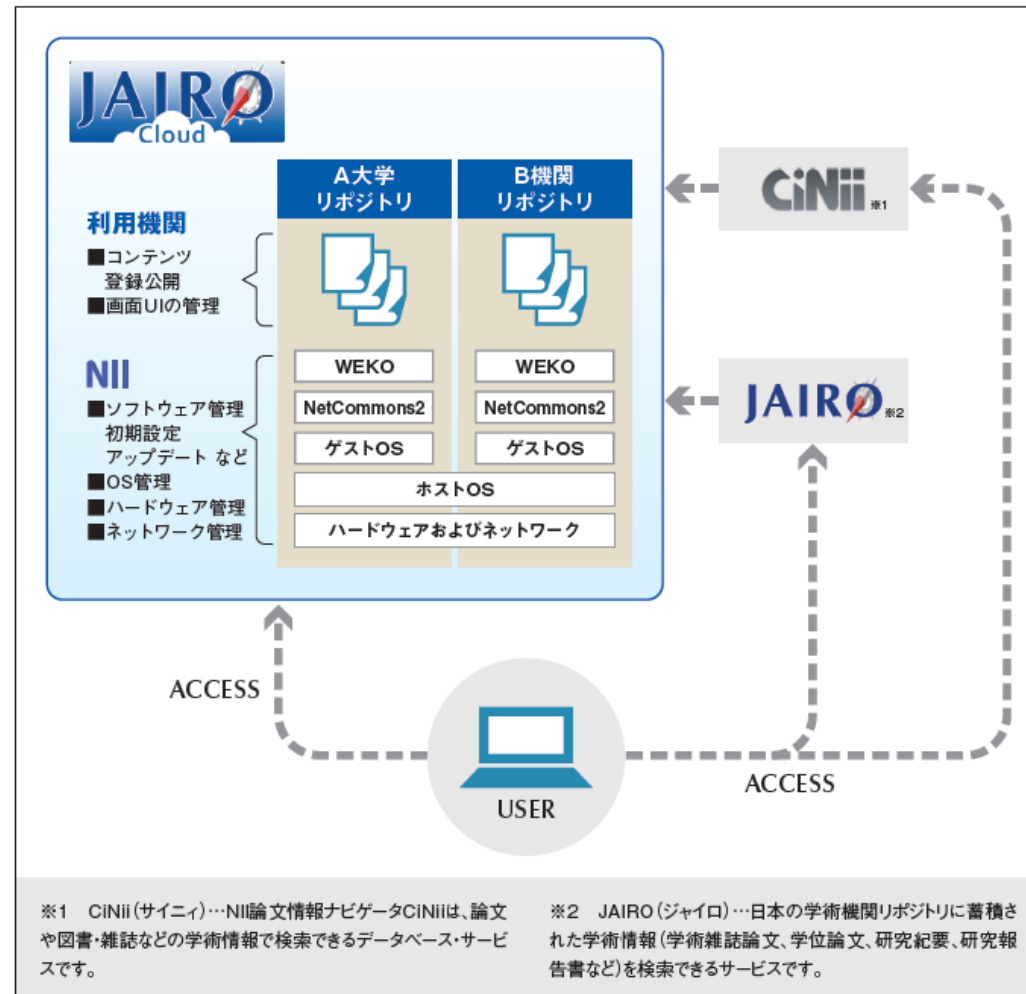 JAIRO
Cloud
A大学
リポジトリ
B機関
リポジトリ
利用機関
■コンテンツ
登録公開
■画面UIの管理
NII
■ソフトウェア管理
初期設定
アップデート など
■OS管理
■ハードウェア管理
■ネットワーク管理
WEKO
WEKO
NetCommons2
NetCommons2
ゲストOS
ゲストOS
ホストOS
ハードウェアおよびネットワーク
CiNii ※1
JAIRO ※2
ACCESS
USER
ACCESS
※1 CiNii(サイニィ)…NII論文情報ナビゲータCiNiiは、論文
や図書・雑誌などの学術情報で検索できるデータベース・サービ
スです。
※2 JAIRO(ジャイロ)…日本の学術機関リポジトリに蓄積さ
れた学術情報(学術雑誌論文、学位論文、研究紀要、研究報
告書など)を検索できるサービスです。